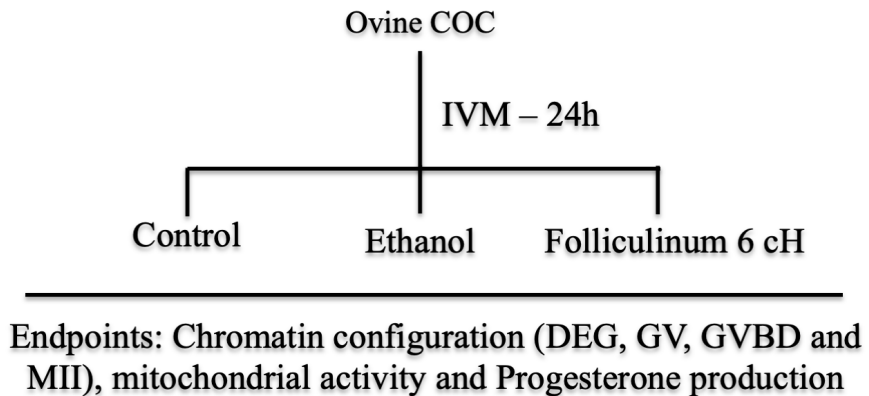 Ovine COC
IVM – 24h
Control Ethanol Folliculinum 6 cH
Endpoints: Chromatin configuration (DEG, GV, GVBD and
MII), mitochondrial activity and Progesterone production